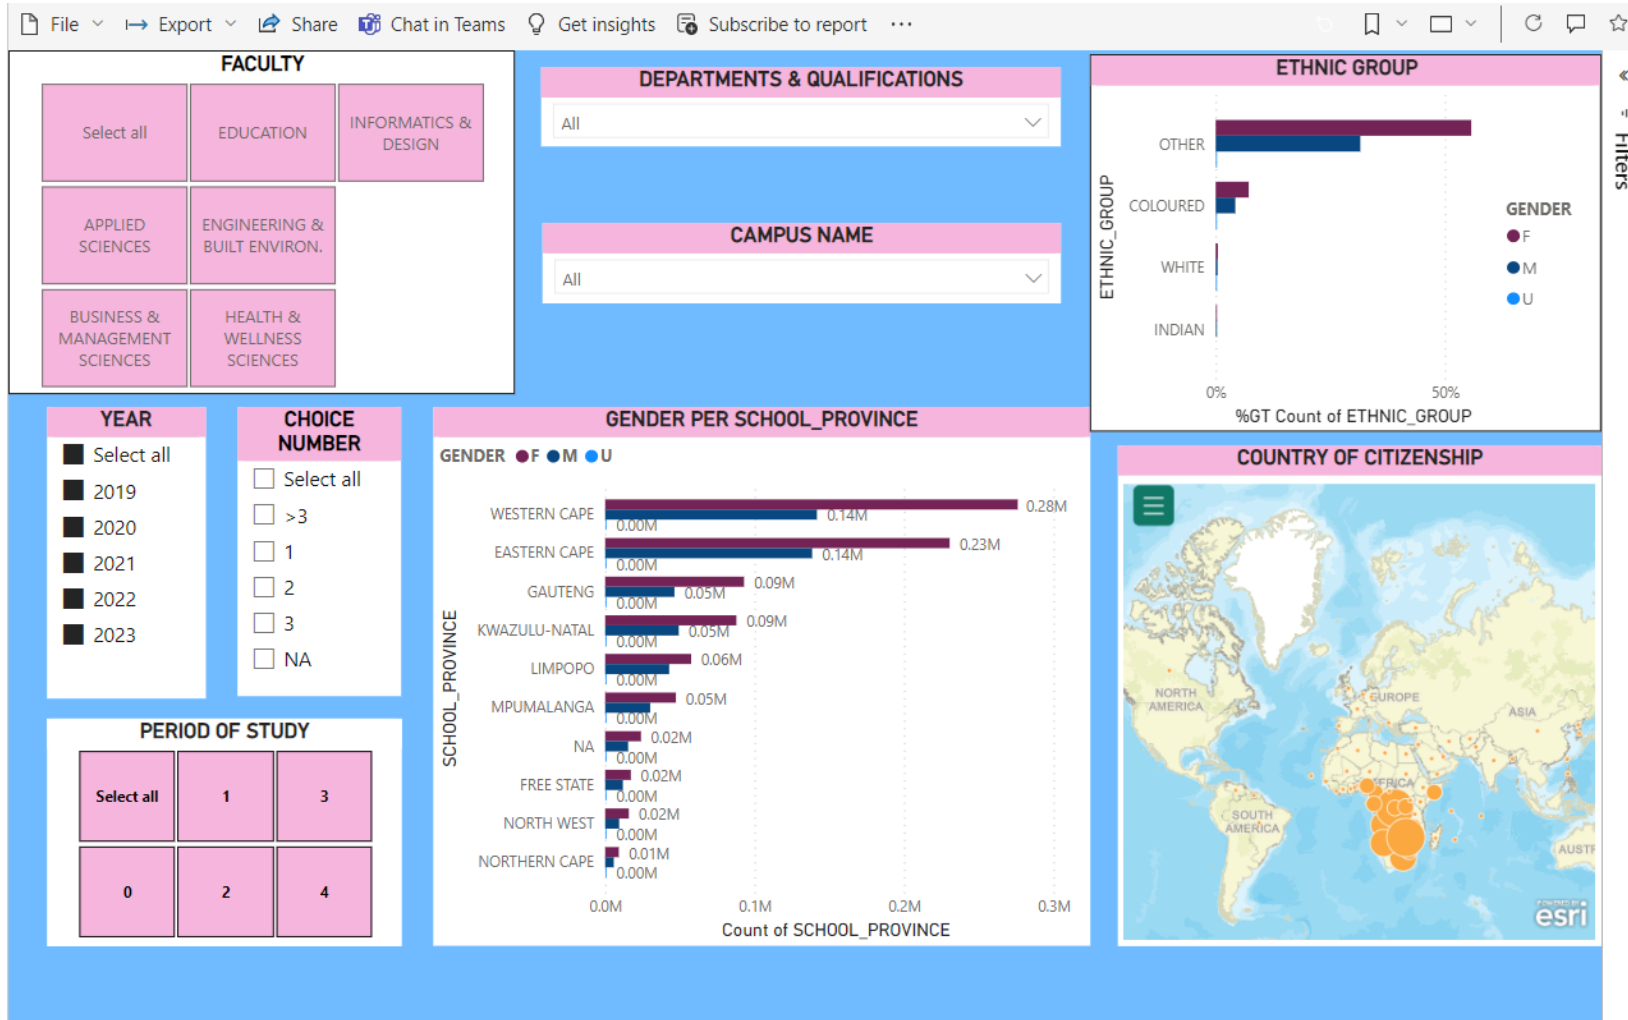 File
Export
Share
Chat in Teams
Get insights
Subscribe to report
FACULTY
Select all
EDUCATION
INFORMATICS &
DESIGN
APPLIED
SCIENCES
ENGINEERING &
BUILT ENVIRON.
BUSINESS &
MANAGEMENT
SCIENCES
HEALTH &
WELLNESS
SCIENCES
DEPARTMENTS & QUALIFICATIONS
All
CAMPUS NAME
All
ETHNIC GROUP
ETHNIC_GROUP
OTHER
COLOURED
WHITE
INDIAN
0%
50%
%GT Count of ETHNIC_GROUP
GENDER
F
M
U
Filters
YEAR
Select all
2019
2020
2021
2022
2023
CHOICE
NUMBER
Select all
>3
1
2
3
NA
PERIOD OF STUDY
Select all
1
3
0
2
4
GENDER PER SCHOOL_PROVINCE
GENDER F M U
SCHOOL_PROVINCE
WESTERN CAPE 0.28M
0.14M
0.00M
EASTERN CAPE 0.23M
0.14M
0.00M
GAUTENG 0.09M
0.05M
0.00M
KWAZULU-NATAL 0.09M
0.05M
0.00M
LIMPOPO 0.06M
0.00M
MPUMALANGA 0.05M
0.00M
NA 0.02M
0.00M
FREE STATE 0.02M
0.00M
NORTH WEST 0.02M
0.00M
NORTHERN CAPE 0.01M
0.00M
0.0M 0.1M 0.2M 0.3M
Count of SCHOOL_PROVINCE
COUNTRY OF CITIZENSHIP
NORTH
AMERICA
EUROPE
ASIA
SOUTH
AMERICA
POWERED BY
esri